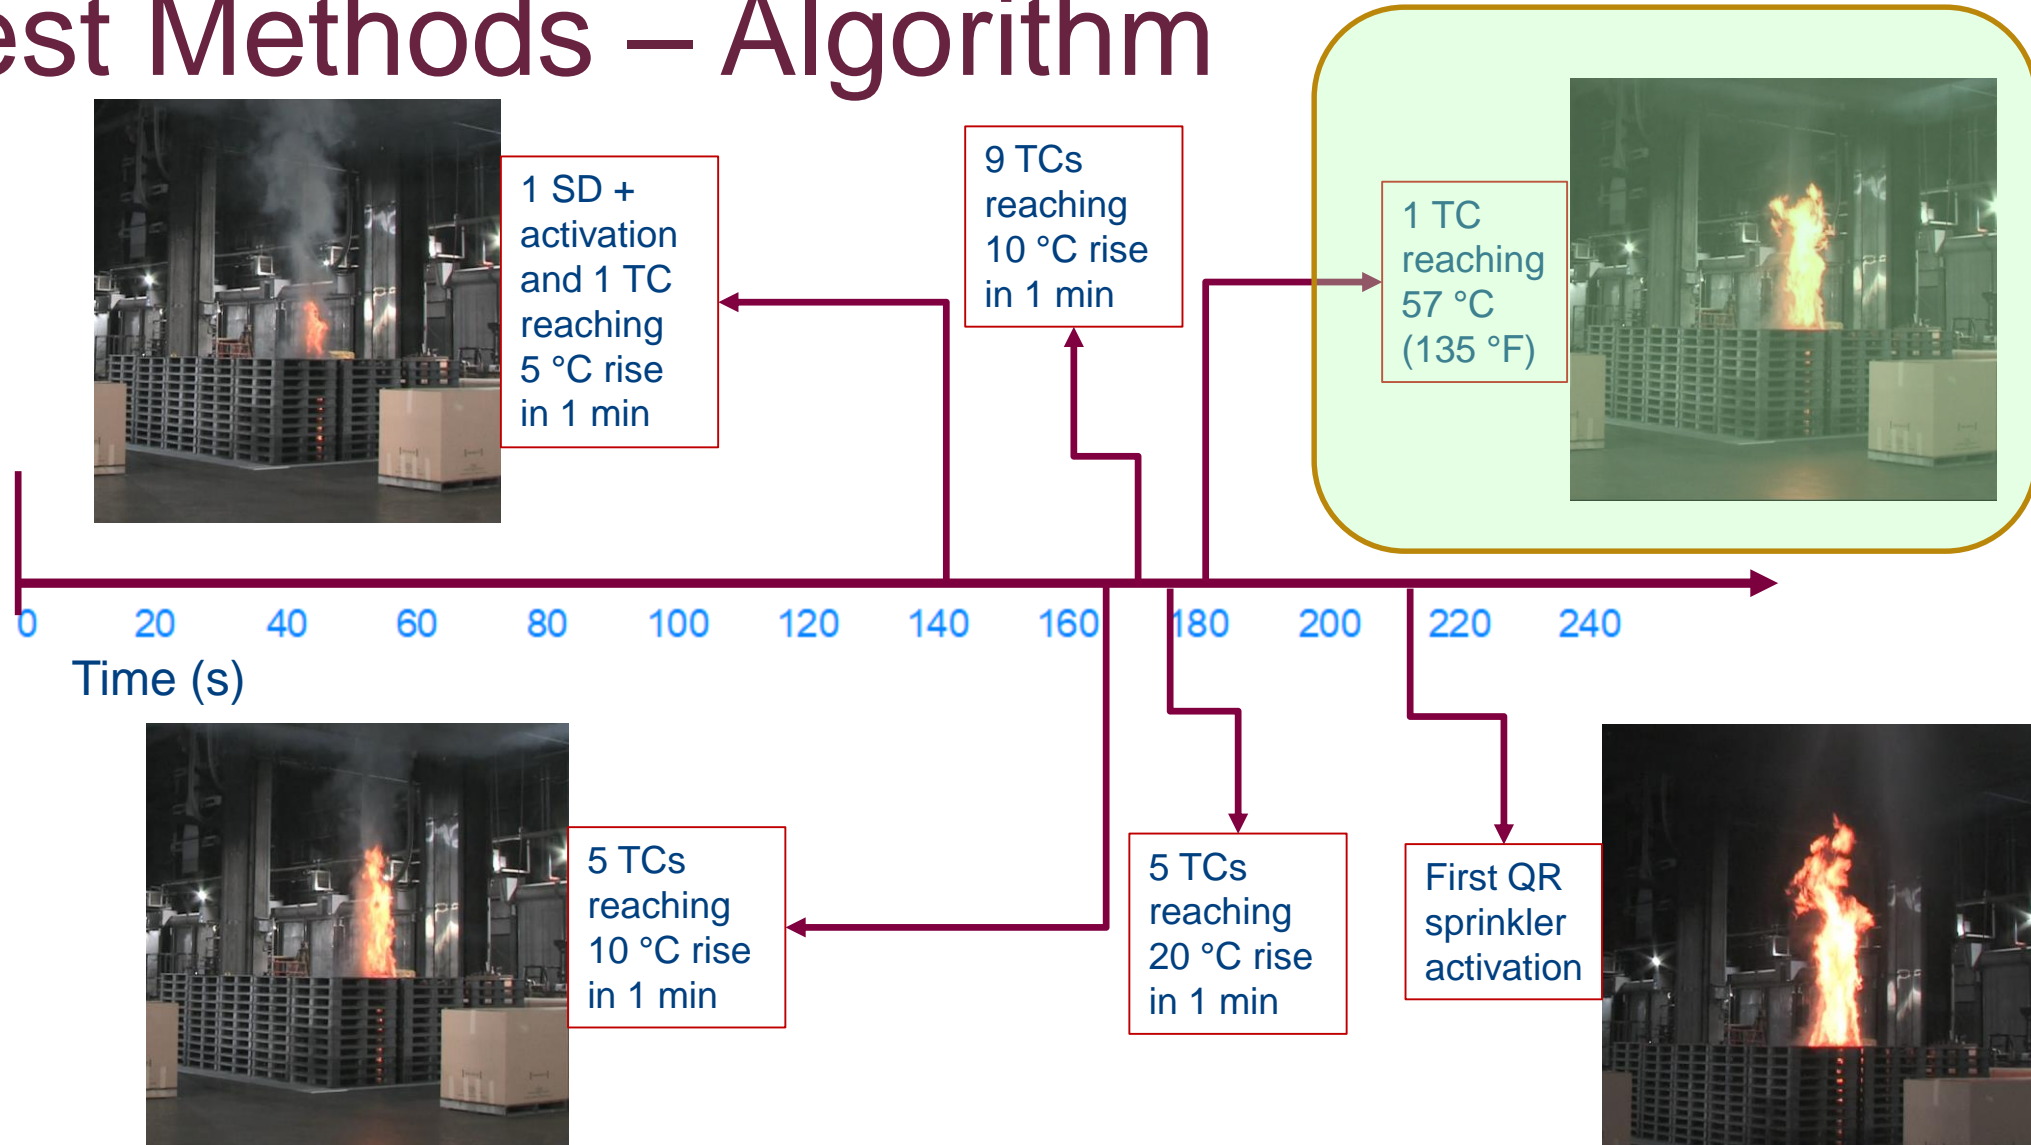 est Methods – Algorithm
1 SD +
activation
and 1 TC
reaching
5 °C rise
in 1 min
9 TCs
reaching
10 °C rise
in 1 min
1 TC
reaching
57 °C
(135 °F)
0 20 40 60 80 100 120 140 160 180 200 220 240
Time (s)
5 TCs
reaching
10 °C rise
in 1 min
5 TCs
reaching
20 °C rise
in 1 min
First QR
sprinkler
activation